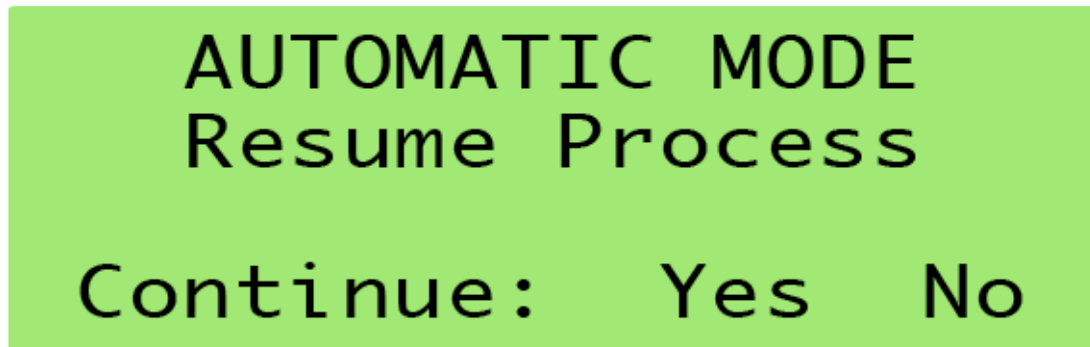 AUTOMATIC MODE
Resume Process
Continue: Yes No